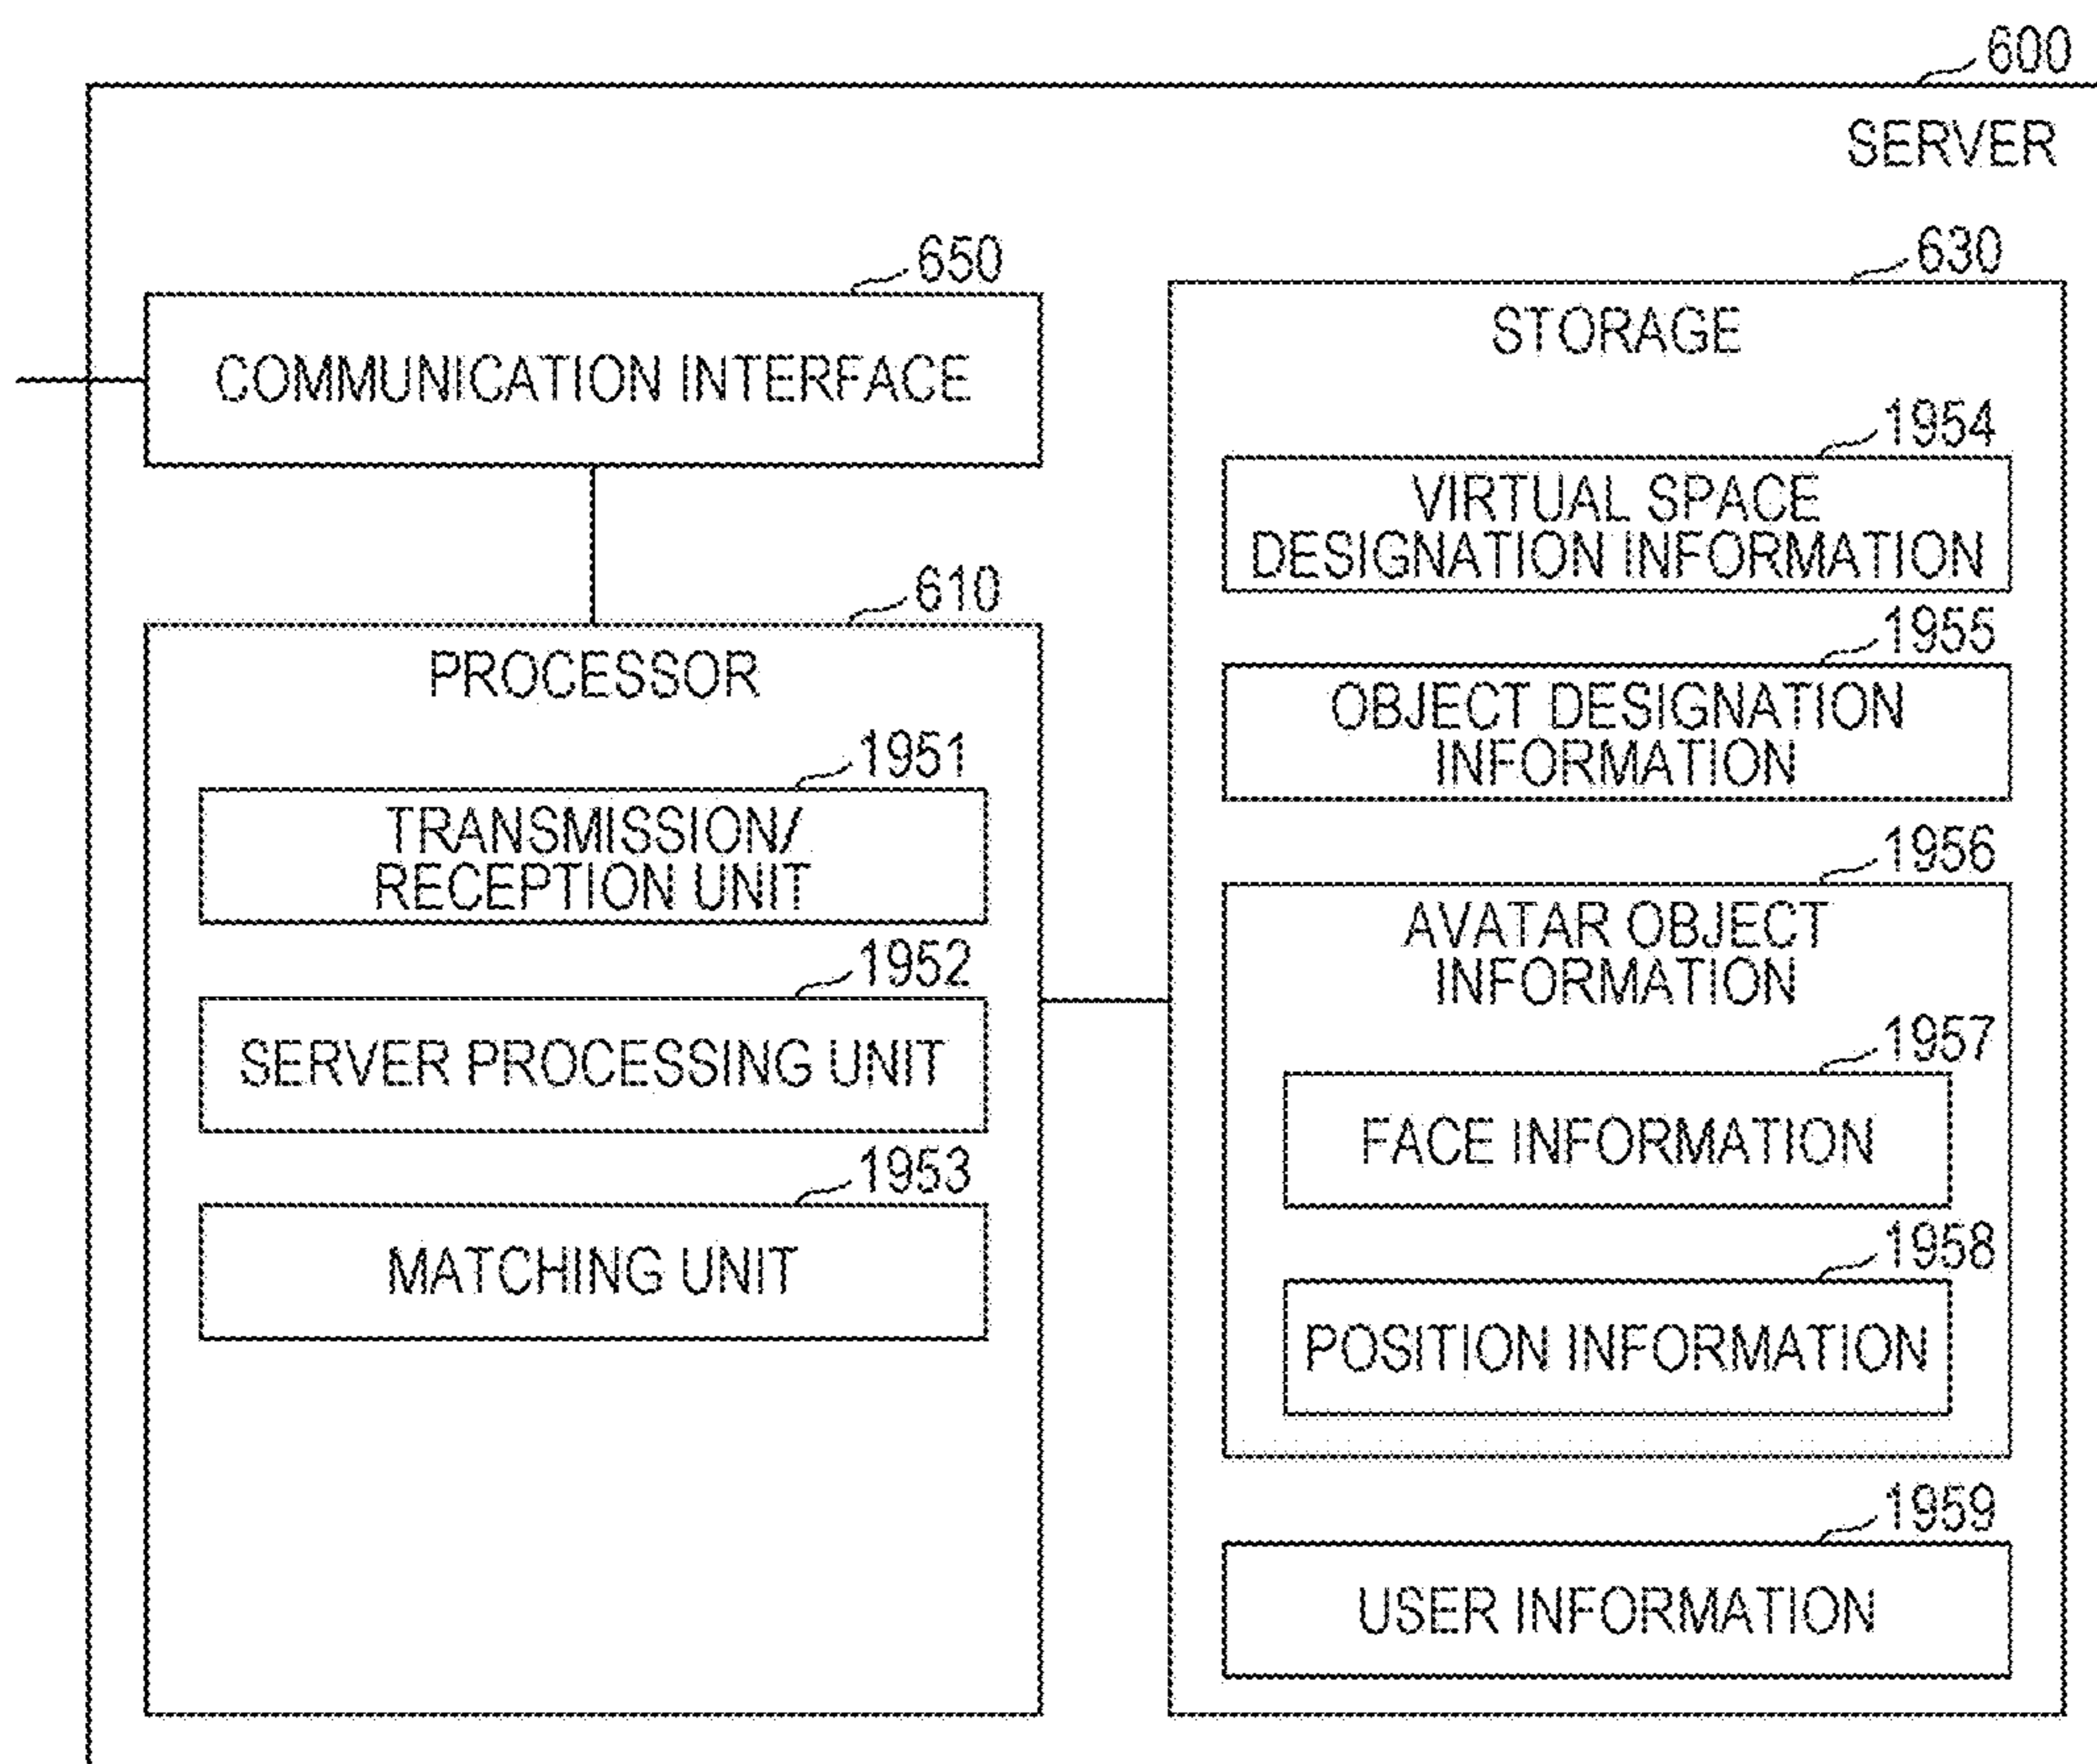 600
SERVER
650
COMMUNICATION INTERFACE
610
PROCESSOR
1951
TRANSMISSION/
RECEPTION UNIT
1952
SERVER PROCESSING UNIT
1953
MATCHING UNIT
630
STORAGE
1954
VIRTUAL SPACE
DESIGNATION INFORMATION
1955
OBJECT DESIGNATION
INFORMATION
1956
AVATAR OBJECT
INFORMATION
1957
FACE INFORMATION
1958
POSITION INFORMATION
1959
USER INFORMATION